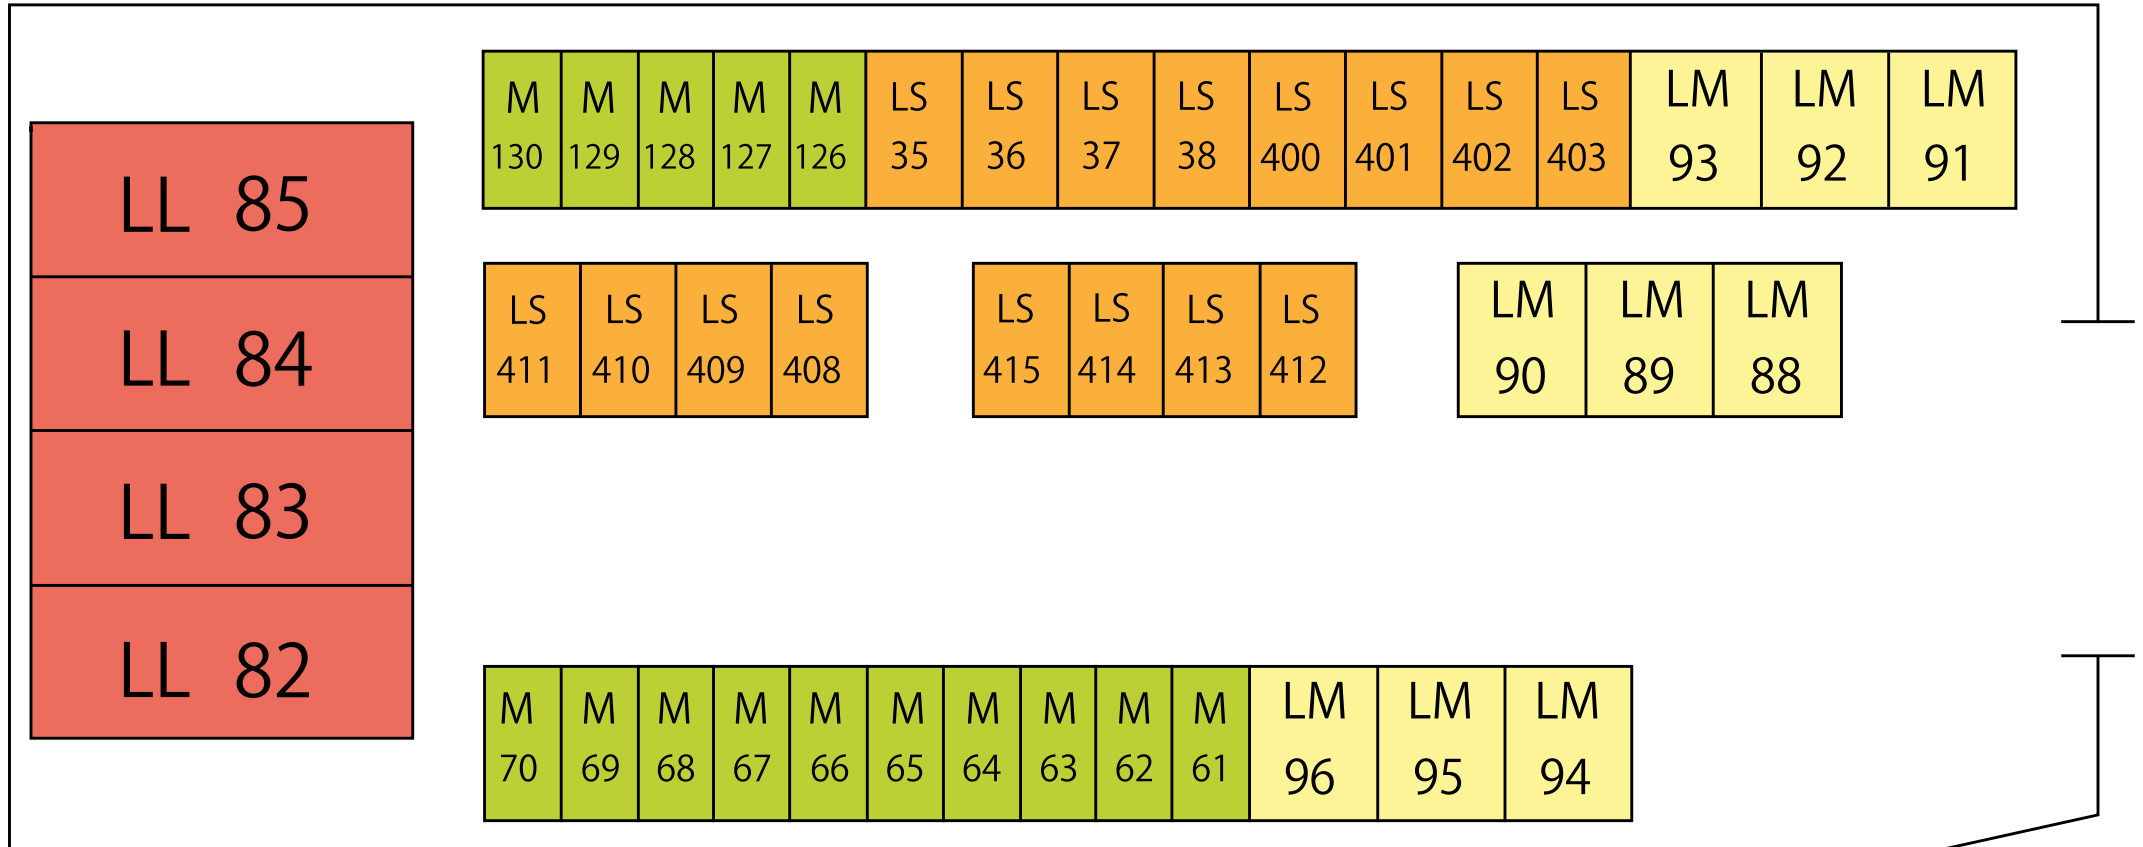 M M M M M LS LS LS LS LS LS LS LS LM LM LM
130 129 128 127 126 35 36 37 38 400 401 402 403 93 92 91
LL 85
LS LS LS LS LS LS LS LS LM LM LM
411 410 409 408 415 414 413 412 90 89 88
LL 84
LL 83
LL 82
M M M M M M M M M M LM LM LM
70 69 68 67 66 65 64 63 62 61 96 95 94